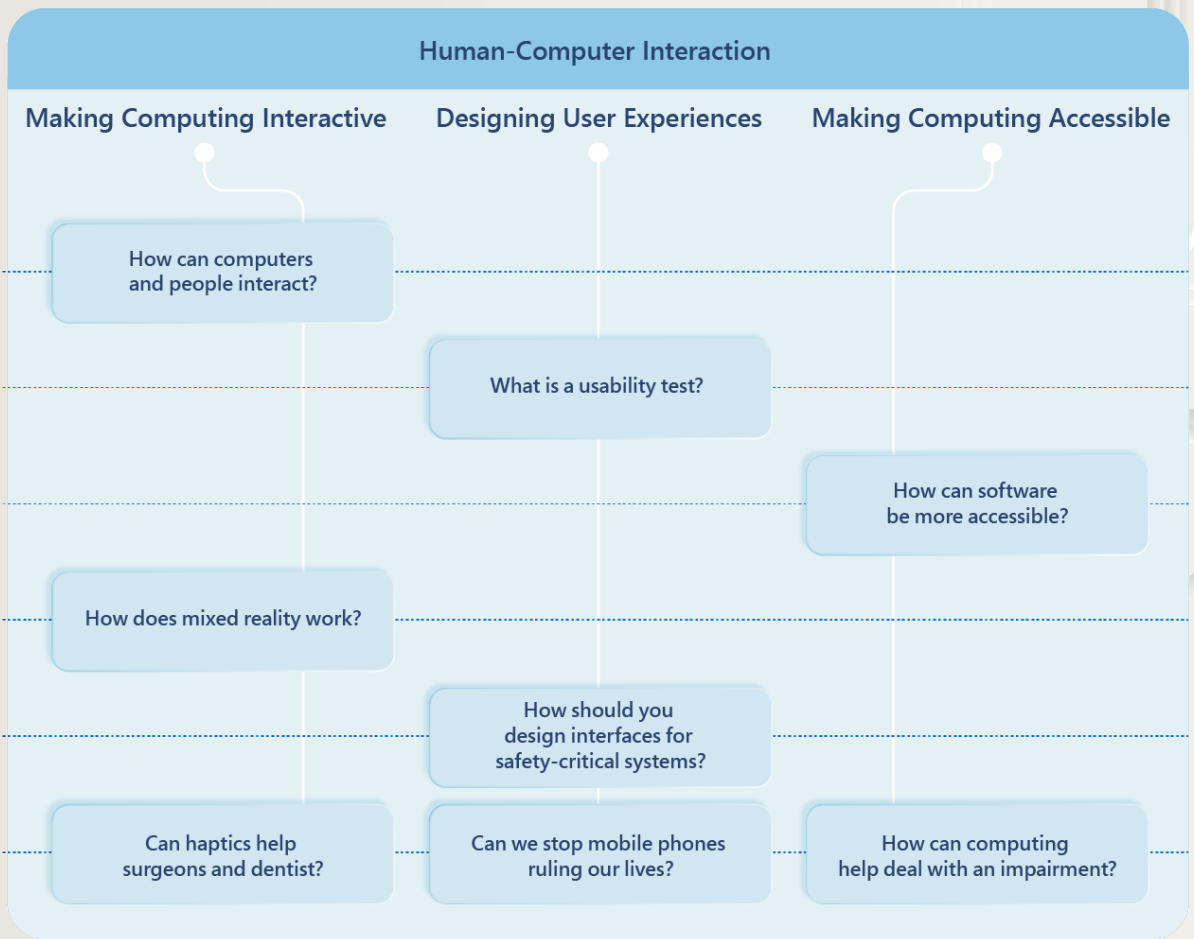 Human-Computer Interaction
Making Computing Interactive
Designing User Experiences
Making Computing Accessible
How can computers
and people interact?
What is a usability test?
How can software
be more accessible?
How does mixed reality work?
How should you
design interfaces for
safety-critical systems?
Can haptics help
surgeons and dentist?
Can we stop mobile phones
ruling our lives?
How can computing
help deal with an impairment?